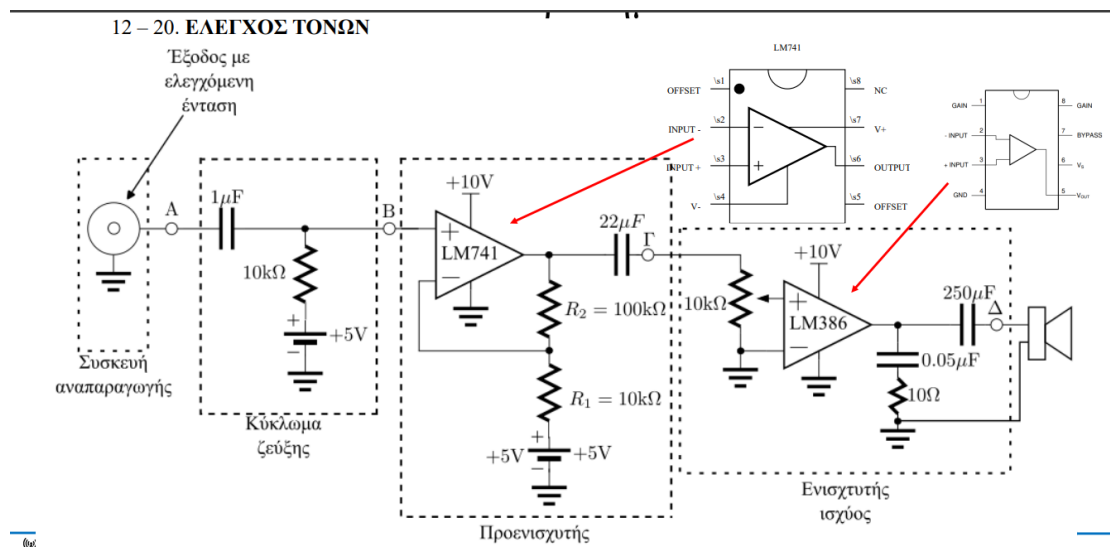 12 – 20. ΕΛΕΓΧΟΣ ΤΟΝΩΝ
Έξοδος με
ελεγχόμενη
ένταση
A
1μF
10kΩ
+
−
+5V
B
Συσκευή
αναπαραγωγής
Κύκλωμα
ζεύξης
+10V
+
LM741
−
22μF
Γ
R₂ = 100kΩ
R₁ = 10kΩ
+
+5V
−
+5V
Προενισχυτής
10kΩ
+10V
+
LM386
−
250μF
Δ
0.05μF
10Ω
Ενισχτυτής
ισχύος
LM741
\s1
OFFSET
\s2
INPUT -
\s3
INPUT+
\s4
V-
−
+
\s8
NC
\s7
V+
\s6
OUTPUT
\s5
OFFSET
1
GAIN
2
- INPUT
3
+ INPUT
4
GND
8
GAIN
7
BYPASS
6
VS
5
VOUT